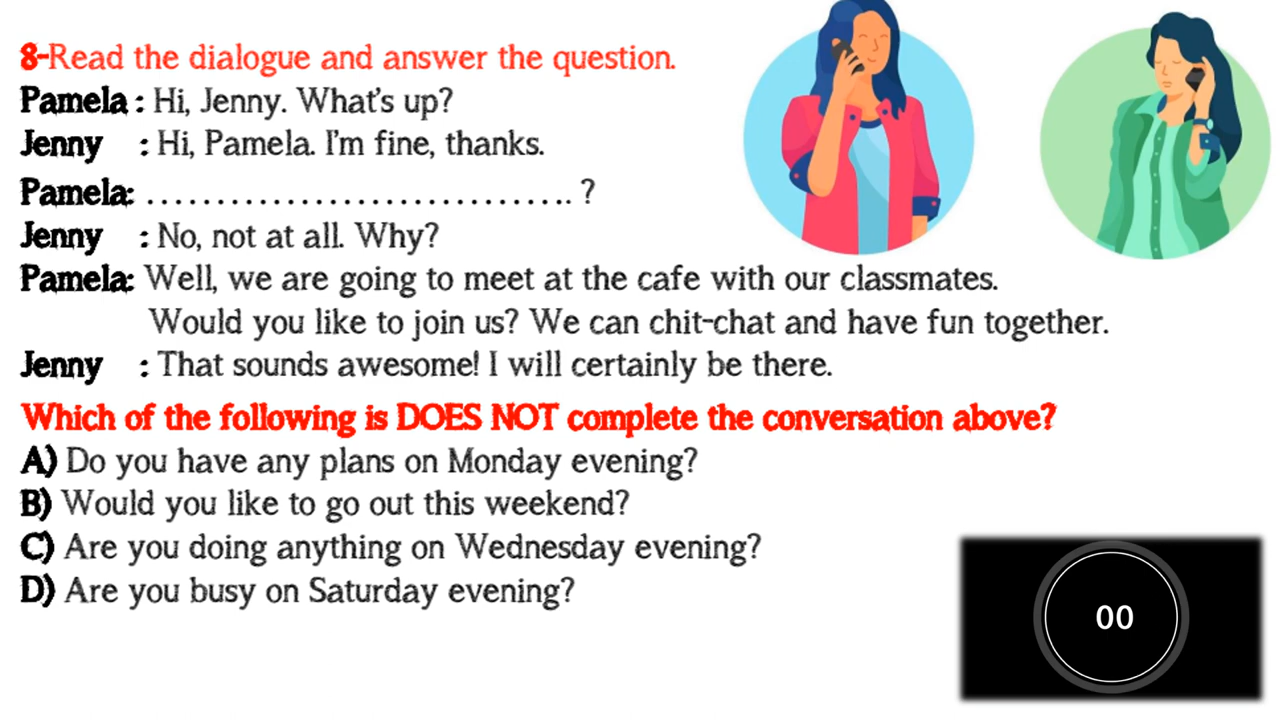 8-Read the dialogue and answer the question.
Pamela : Hi, Jenny. What's up?
Jenny : Hi, Pamela. I'm fine, thanks.
Pamela: ................................. ?
Jenny : No, not at all. Why?
Pamela: Well, we are going to meet at the cafe with our classmates.
Would you like to join us? We can chit-chat and have fun together.
Jenny : That sounds awesome! I will certainly be there.
Which of the following is DOES NOT complete the conversation above?
A) Do you have any plans on Monday evening?
B) Would you like to go out this weekend?
C) Are you doing anything on Wednesday evening?
D) Are you busy on Saturday evening?
00